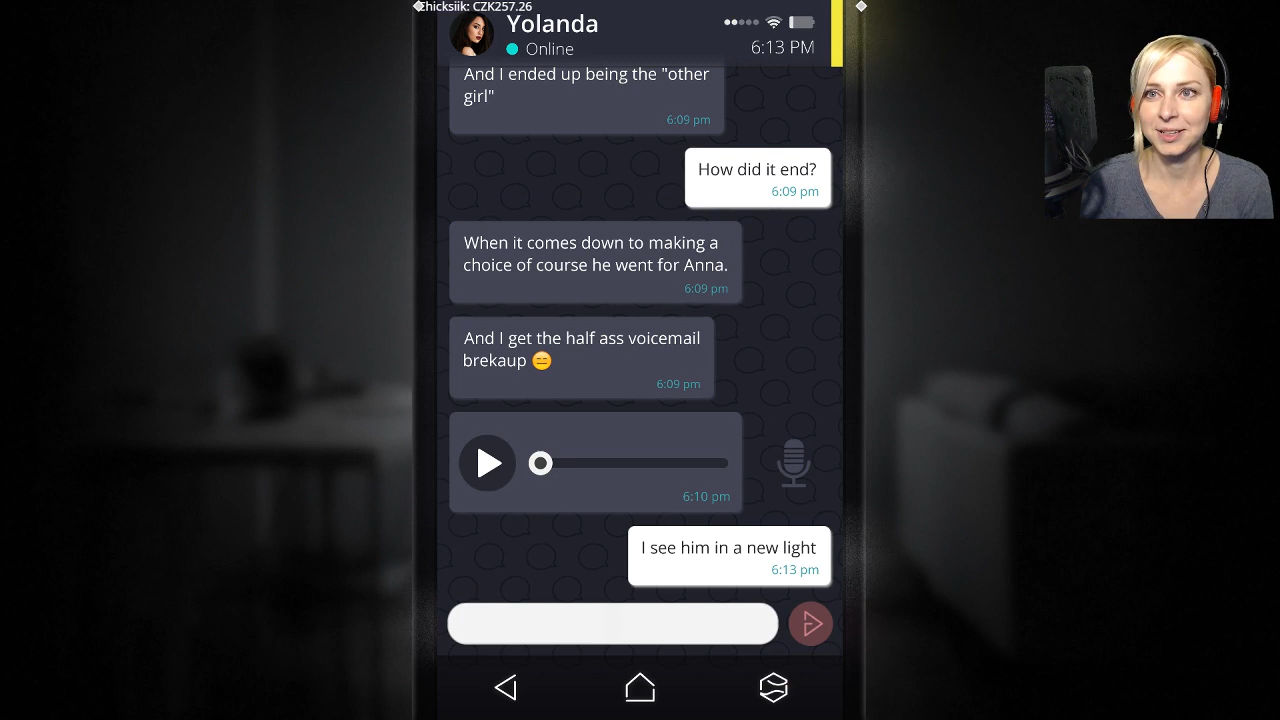 Chicksiik: CZK257.26
Yolanda
Online
6:13 PM
And I ended up being the "other
girl"
6:09 pm
How did it end?
6:09 pm
When it comes down to making a
choice of course he went for Anna.
6:09 pm
And I get the half ass voicemail
brekaup 😑
6:09 pm
6:10 pm
I see him in a new light
6:13 pm